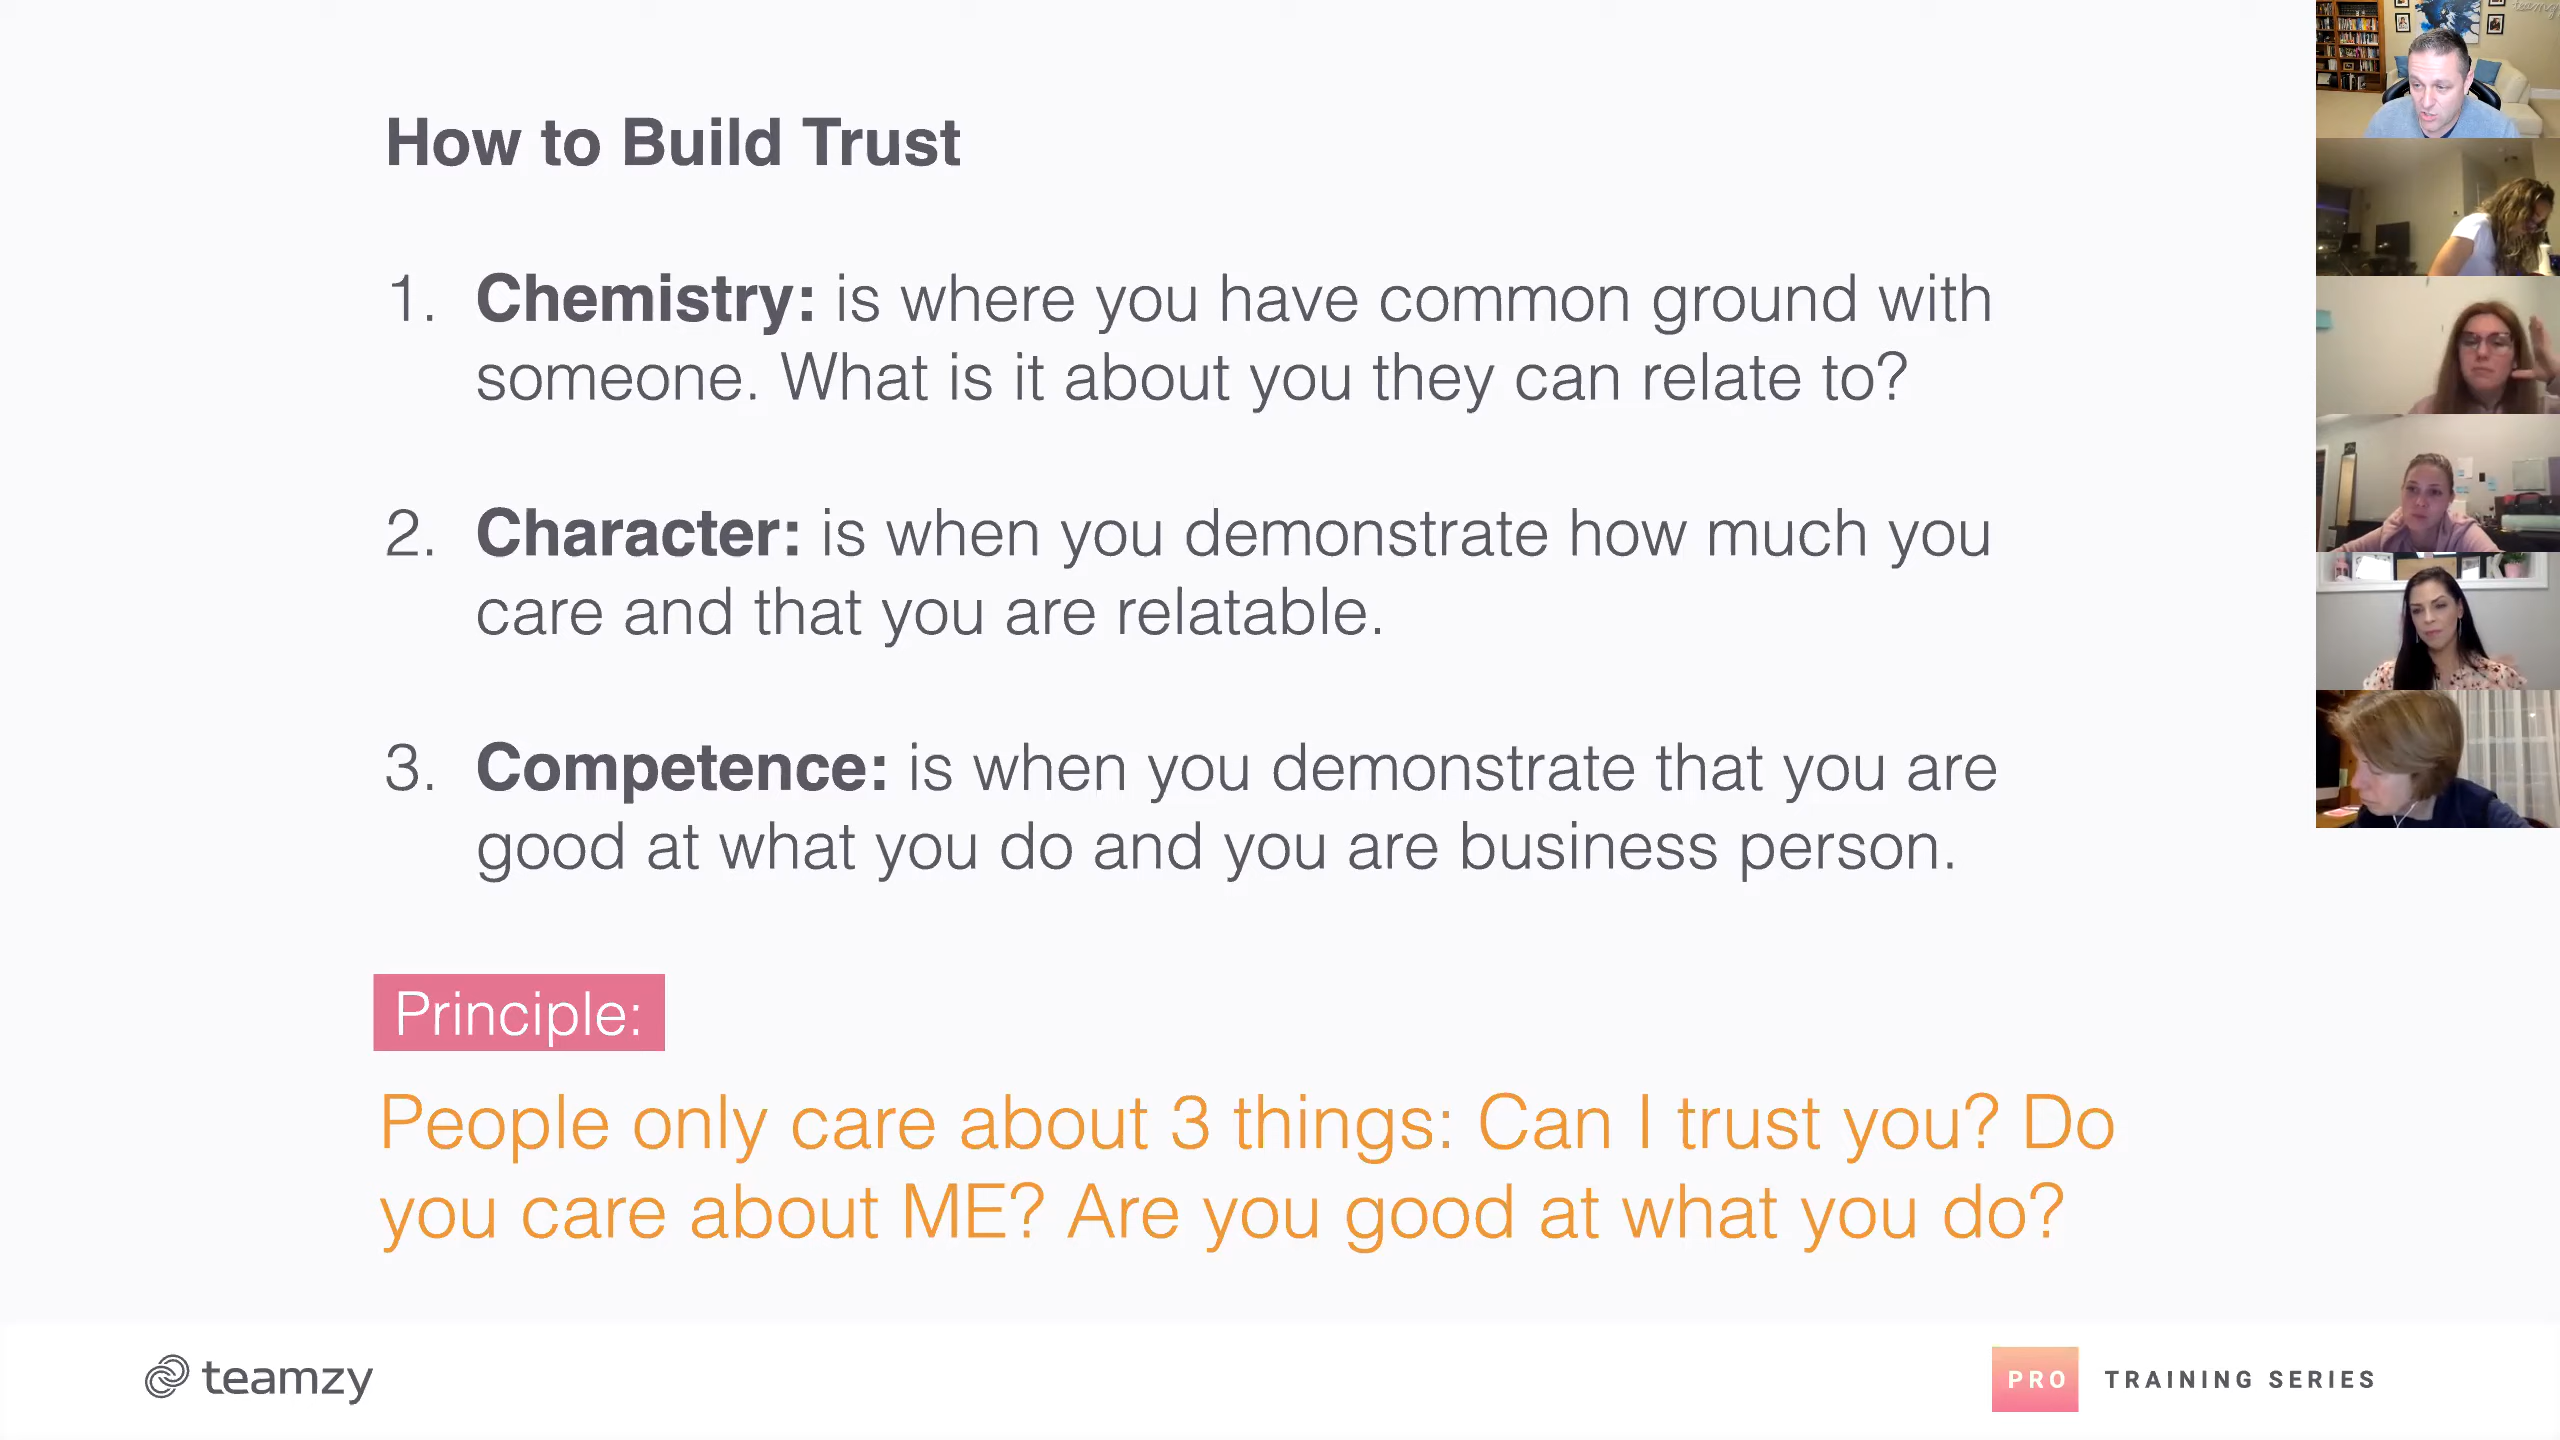 How to Build Trust
1. Chemistry: is where you have common ground with
someone. What is it about you they can relate to?
2. Character: is when you demonstrate how much you
care and that you are relatable.
3. Competence: is when you demonstrate that you are
good at what you do and you are business person.
Principle:
People only care about 3 things: Can I trust you? Do
you care about ME? Are you good at what you do?
teamzy
PRO TRAINING SERIES